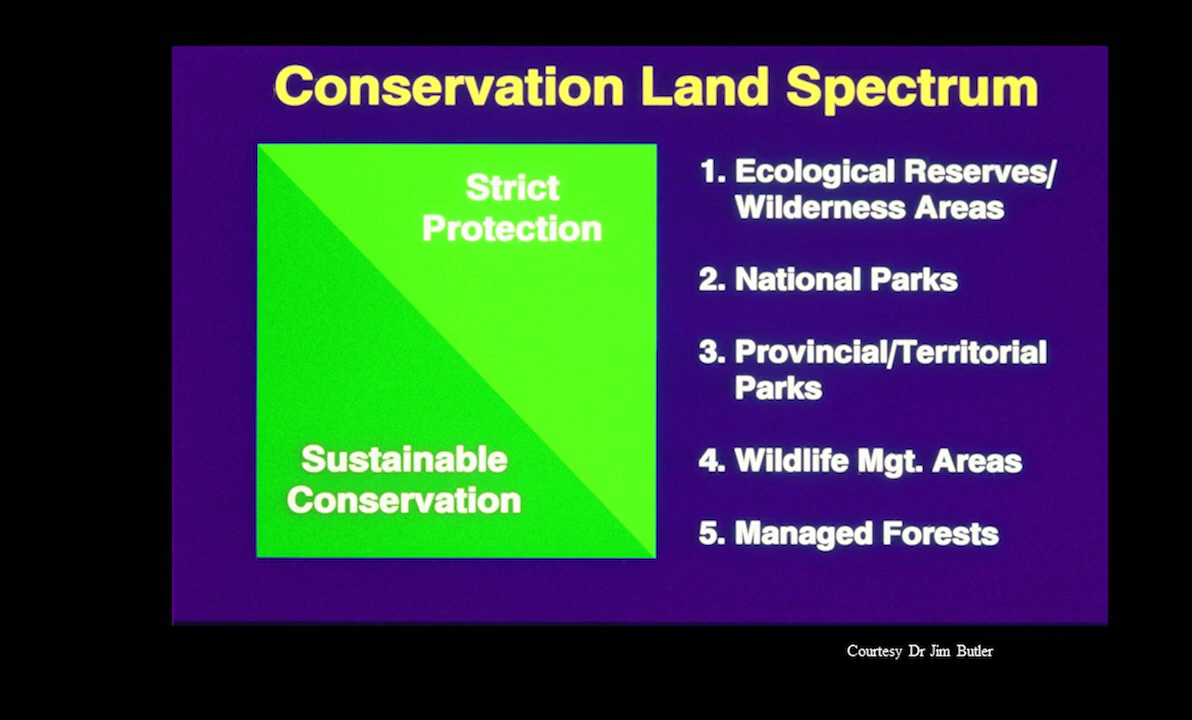 Conservation Land Spectrum
Strict
Protection
Sustainable
Conservation
1. Ecological Reserves/
Wilderness Areas
2. National Parks
3. Provincial/Territorial
Parks
4. Wildlife Mgt. Areas
5. Managed Forests
Courtesy Dr Jim Butler